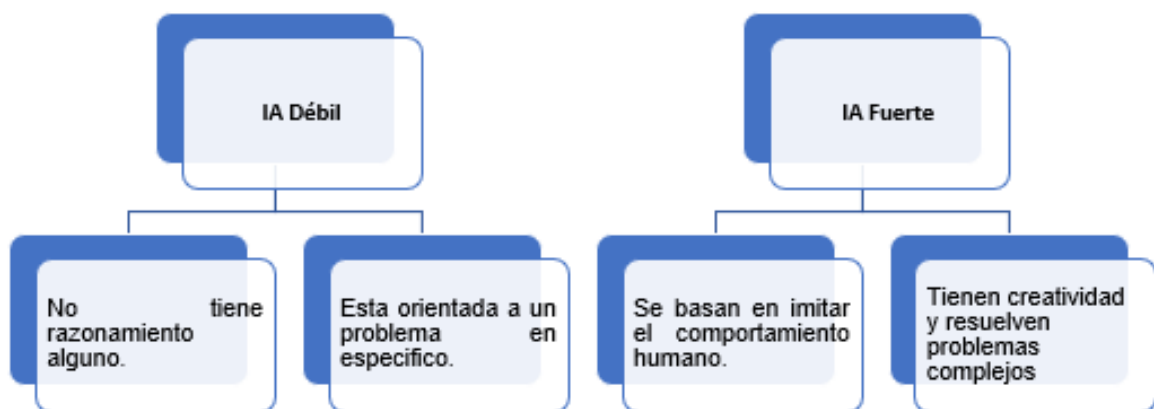 IA Débil
IA Fuerte
No tiene
razonamiento
alguno.
Esta orientada a un
problema en
especifico.
Se basan en imitar
el comportamiento
humano.
Tienen creatividad
y resuelven
problemas
complejos